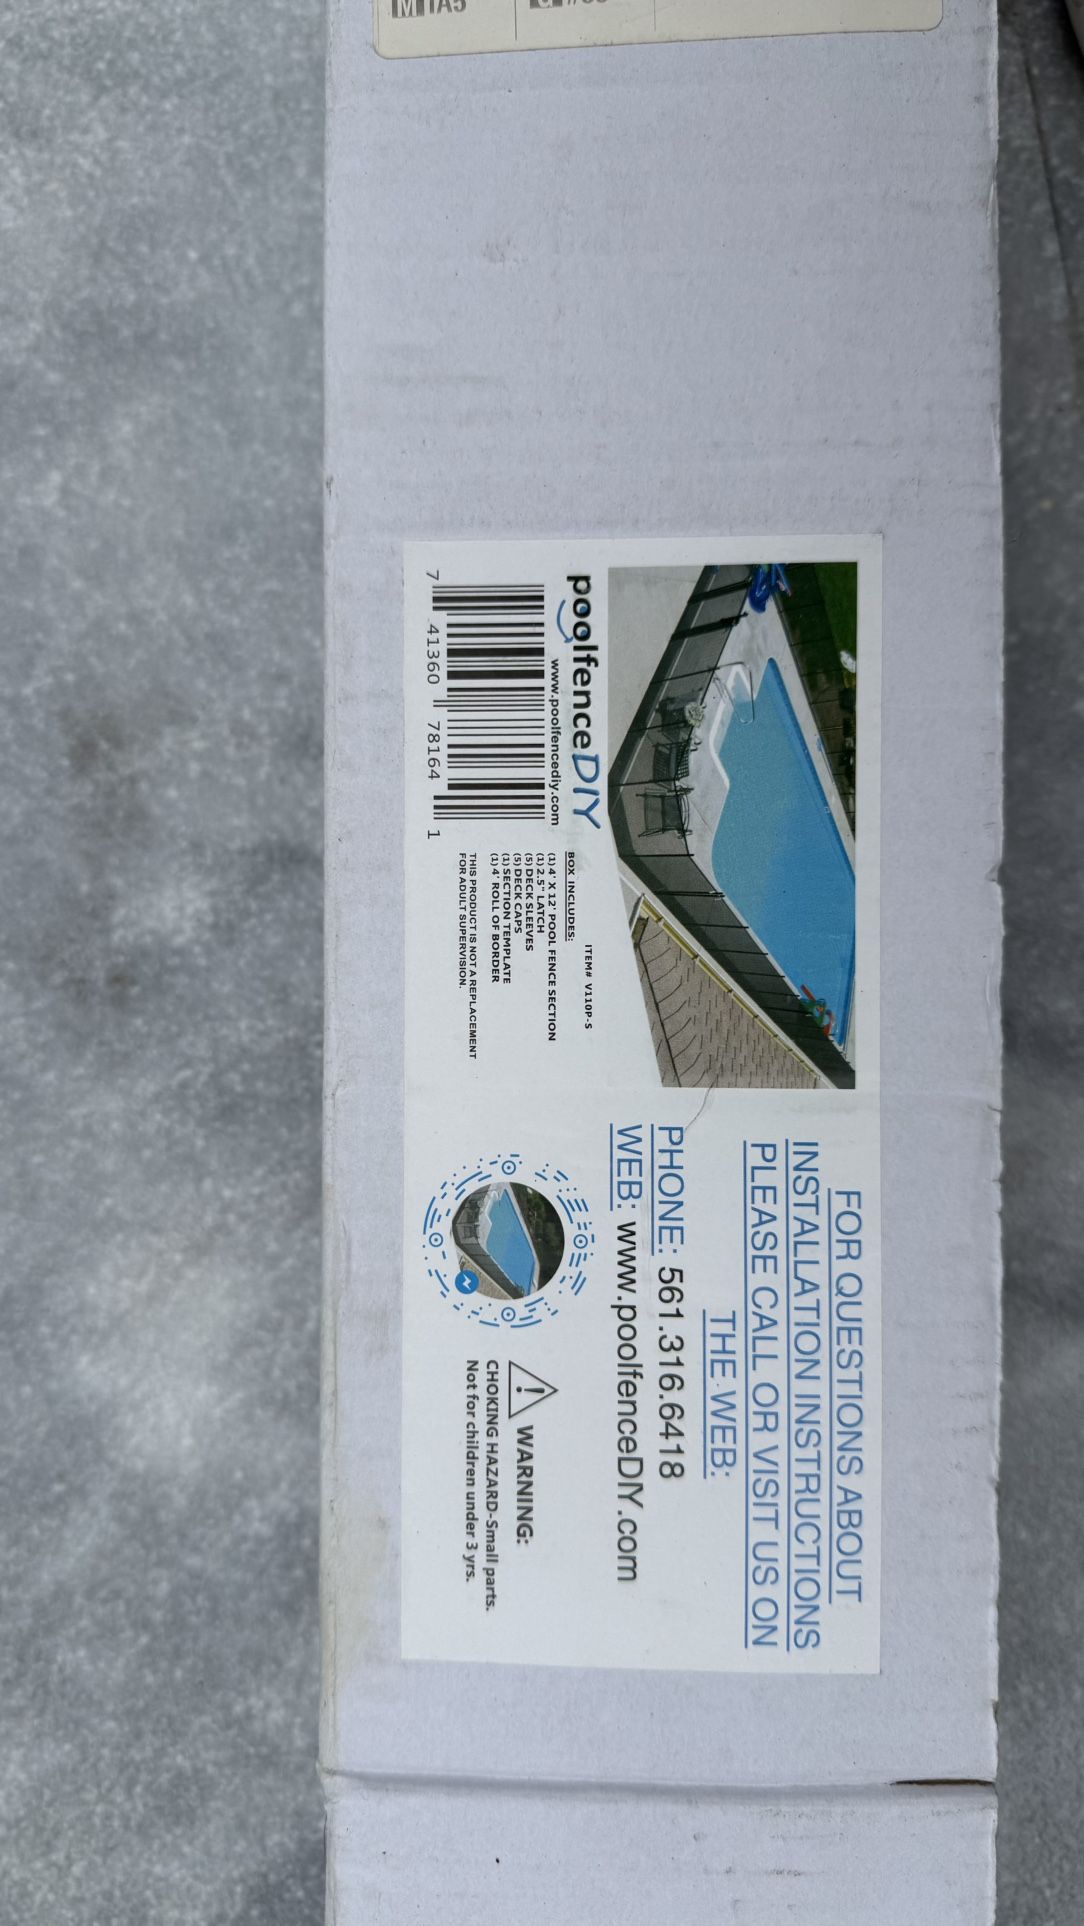 poolfenceDIY
www.poolfencediy.com
7 41360 78164 1
ITEM# V110P-S
BOX INCLUDES:
(1) 4' X 12' POOL FENCE SECTION
(1) 2.5" LATCH
(5) DECK SLEEVES
(5) DECK CAPS
(1) SECTION TEMPLATE
(1) 4' ROLL OF BORDER
THIS PRODUCT IS NOT A REPLACEMENT
FOR ADULT SUPERVISION.
FOR QUESTIONS ABOUT
INSTALLATION INSTRUCTIONS
PLEASE CALL OR VISIT US ON
THE WEB:
PHONE: 561.316.6418
WEB: www.poolfenceDIY.com
WARNING:
CHOKING HAZARD-Small parts.
Not for children under 3 yrs.